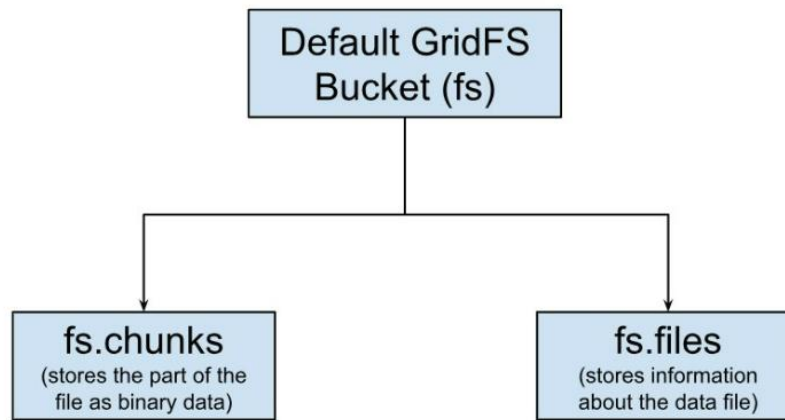 Default GridFS
Bucket (fs)
fs.chunks
(stores the part of the
file as binary data)
fs.files
(stores information
about the data file)